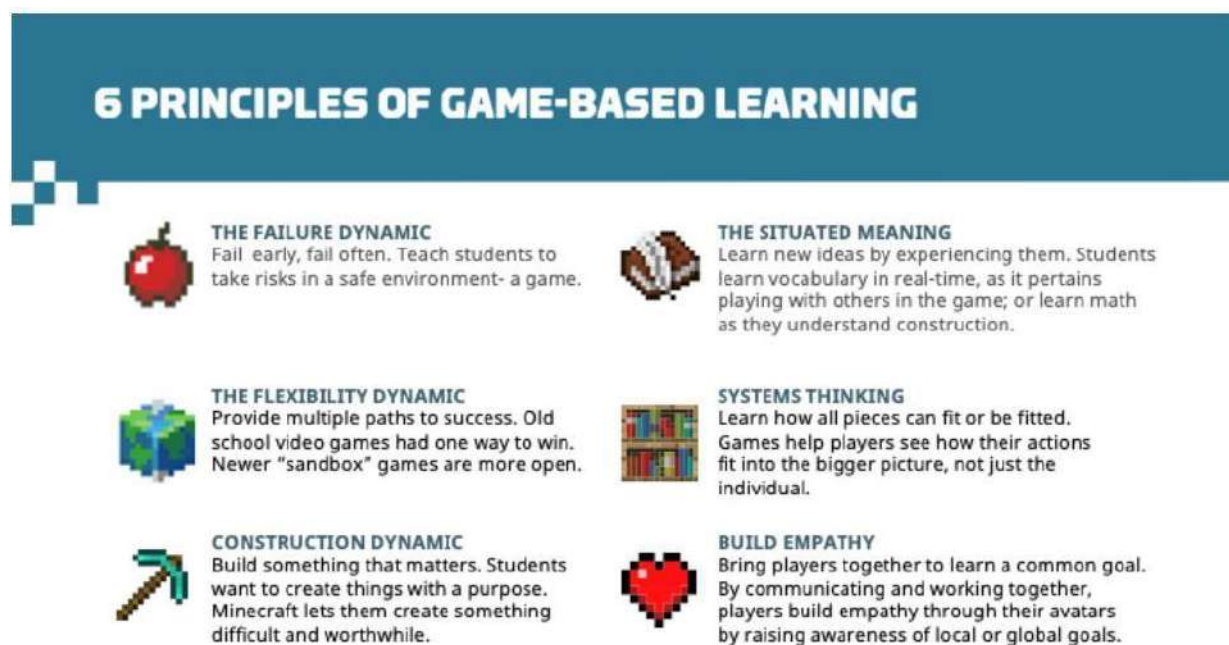 6 PRINCIPLES OF GAME-BASED LEARNING
THE FAILURE DYNAMIC
Fail early, fail often. Teach students to
take risks in a safe environment- a game.
THE SITUATED MEANING
Learn new ideas by experiencing them. Students
learn vocabulary in real-time, as it pertains
playing with others in the game; or learn math
as they understand construction.
THE FLEXIBILITY DYNAMIC
Provide multiple paths to success. Old
school video games had one way to win.
Newer “sandbox” games are more open.
SYSTEMS THINKING
Learn how all pieces can fit or be fitted.
Games help players see how their actions
fit into the bigger picture, not just the
individual.
CONSTRUCTION DYNAMIC
Build something that matters. Students
want to create things with a purpose.
Minecraft lets them create something
difficult and worthwhile.
BUILD EMPATHY
Bring players together to learn a common goal.
By communicating and working together,
players build empathy through their avatars
by raising awareness of local or global goals.